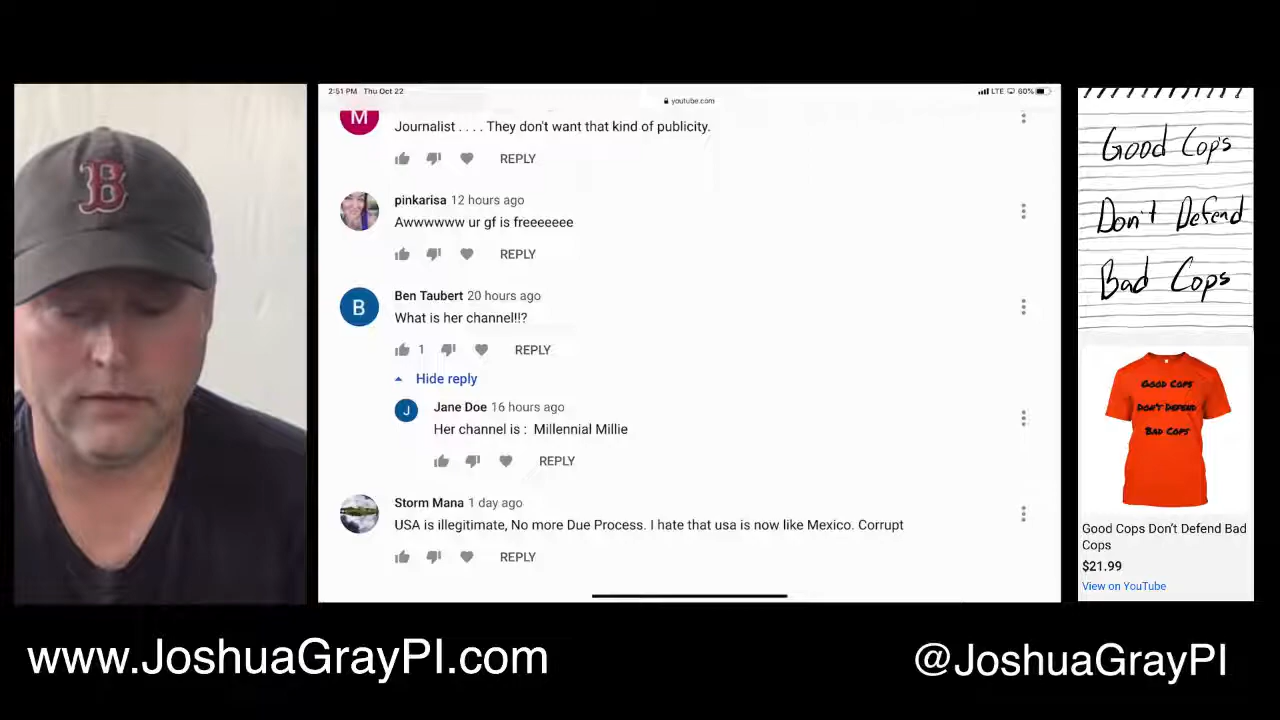 B
2:51 PM Thu Oct 22
youtube.com
LTE 60%
M
Journalist . . . . They don't want that kind of publicity.
REPLY
pinkarisa 12 hours ago
Awwwwww ur gf is freeeeeee
REPLY
B
Ben Taubert 20 hours ago
What is her channel!!?
1 REPLY
Hide reply
J
Jane Doe 16 hours ago
Her channel is : Millennial Millie
REPLY
Storm Mana 1 day ago
USA is illegitimate, No more Due Process. I hate that usa is now like Mexico. Corrupt
REPLY
Good Cops
Don't Defend
Bad Cops
GOOD COPS
DON'T DEFEND
BAD COPS
Good Cops Don't Defend Bad
Cops
$21.99
View on YouTube
www.JoshuaGrayPI.com
@JoshuaGrayPI